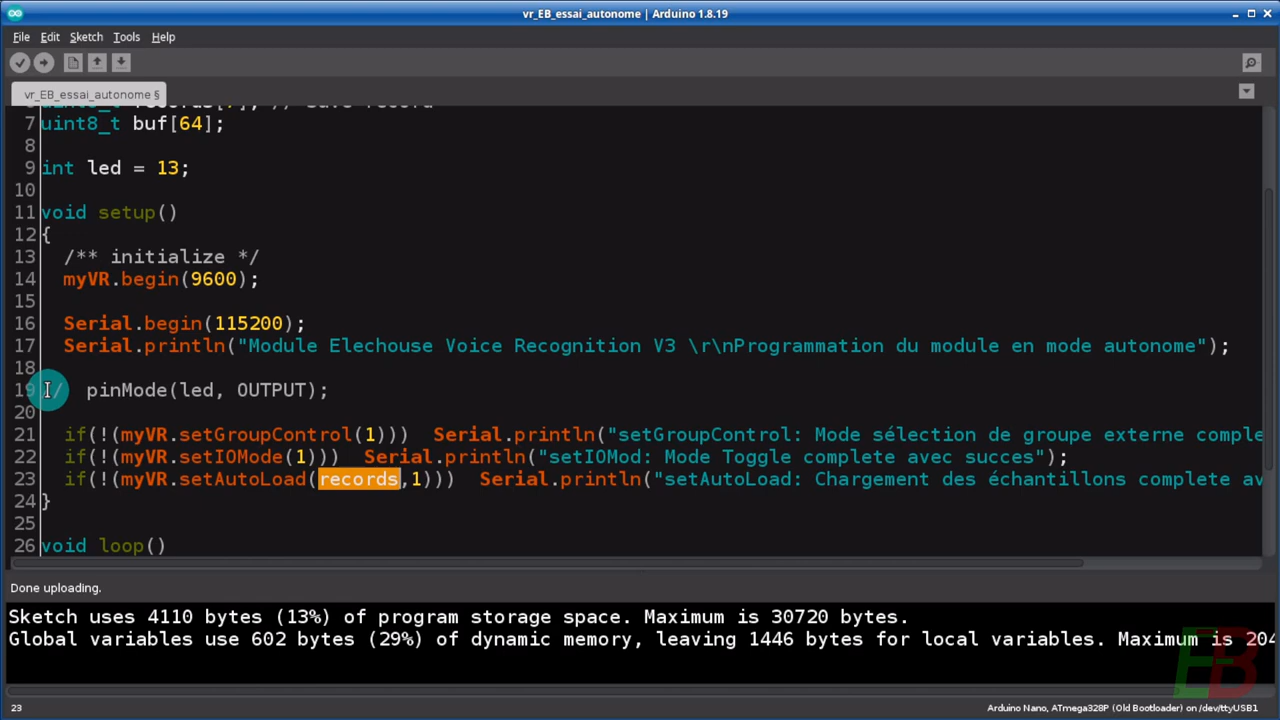 vr_EB_essai_autonome | Arduino 1.8.19
File Edit Sketch Tools Help
vr_EB_essai_autonome §
7 uint8_t buf[64];
8
9 int led = 13;
10
11 void setup()
12 {
13 /** initialize */
14 myVR.begin(9600);
15
16 Serial.begin(115200);
17 Serial.println("Module Elechouse Voice Recognition V3 \r\nProgrammation du module en mode autonome");
18
19 // pinMode(led, OUTPUT);
20
21 if(!(myVR.setGroupControl(1))) Serial.println("setGroupControl: Mode sélection de groupe externe comple
22 if(!(myVR.setIOMode(1))) Serial.println("setIOMod: Mode Toggle complete avec succes");
23 if(!(myVR.setAutoLoad(records,1))) Serial.println("setAutoLoad: Chargement des échantillons complete av
24 }
25
26 void loop()
Done uploading.
Sketch uses 4110 bytes (13%) of program storage space. Maximum is 30720 bytes.
Global variables use 602 bytes (29%) of dynamic memory, leaving 1446 bytes for local variables. Maximum is 204
EB
23 Arduino Nano, ATmega328P (Old Bootloader) on /dev/ttyUSB1